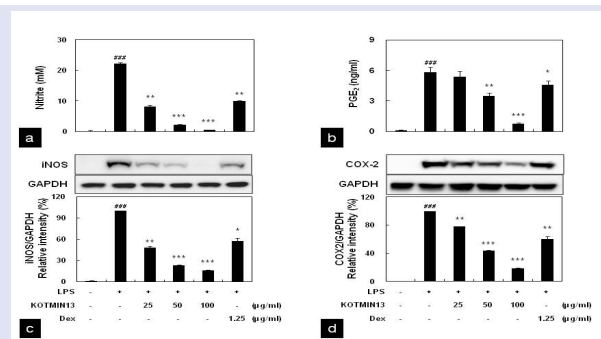 30
20
10
0
Nitrite (mM)
###
**
***
***
**
a
9
6
3
0
PGE2 (ng/ml)
###
**
***
*
b
iNOS
GAPDH
COX-2
GAPDH
120
90
60
30
0
iNOS/GAPDH
Relative intensity (%)
###
**
***
***
*
LPS - + + + + +
KOTMIN13 - - 25 50 100 - (μg/ml)
Dex - - - - - 1.25 (μg/ml)
c
120
80
40
0
COX2/GAPDH
Relative intensity (%)
###
**
***
***
**
LPS - + + + + +
KOTMIN13 - - 25 50 100 - (μg/ml)
Dex - - - - - 1.25 (μg/ml)
d